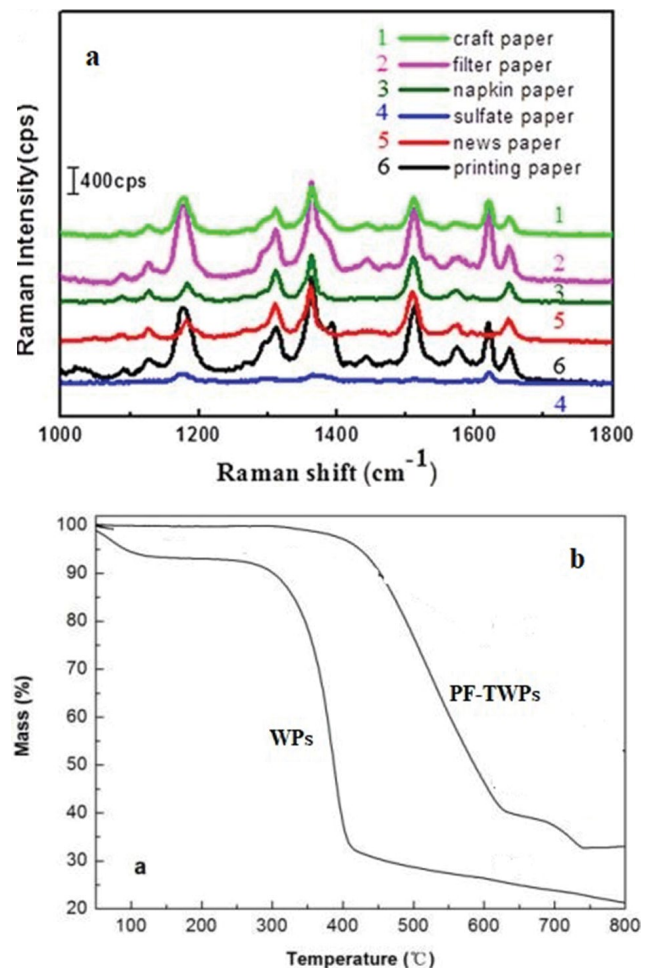 a
1 craft paper
2 filter paper
3 napkin paper
4 sulfate paper
5 news paper
6 printing paper
400cps
Raman Intensity(cps)
1
2
3
5
6
4
1000 1200 1400 1600 1800
Raman shift (cm⁻¹)
100
90
80
70
60
50
40
30
20
Mass (%)
b
PF-TWPs
WPs
a
100 200 300 400 500 600 700 800
Temperature (℃)